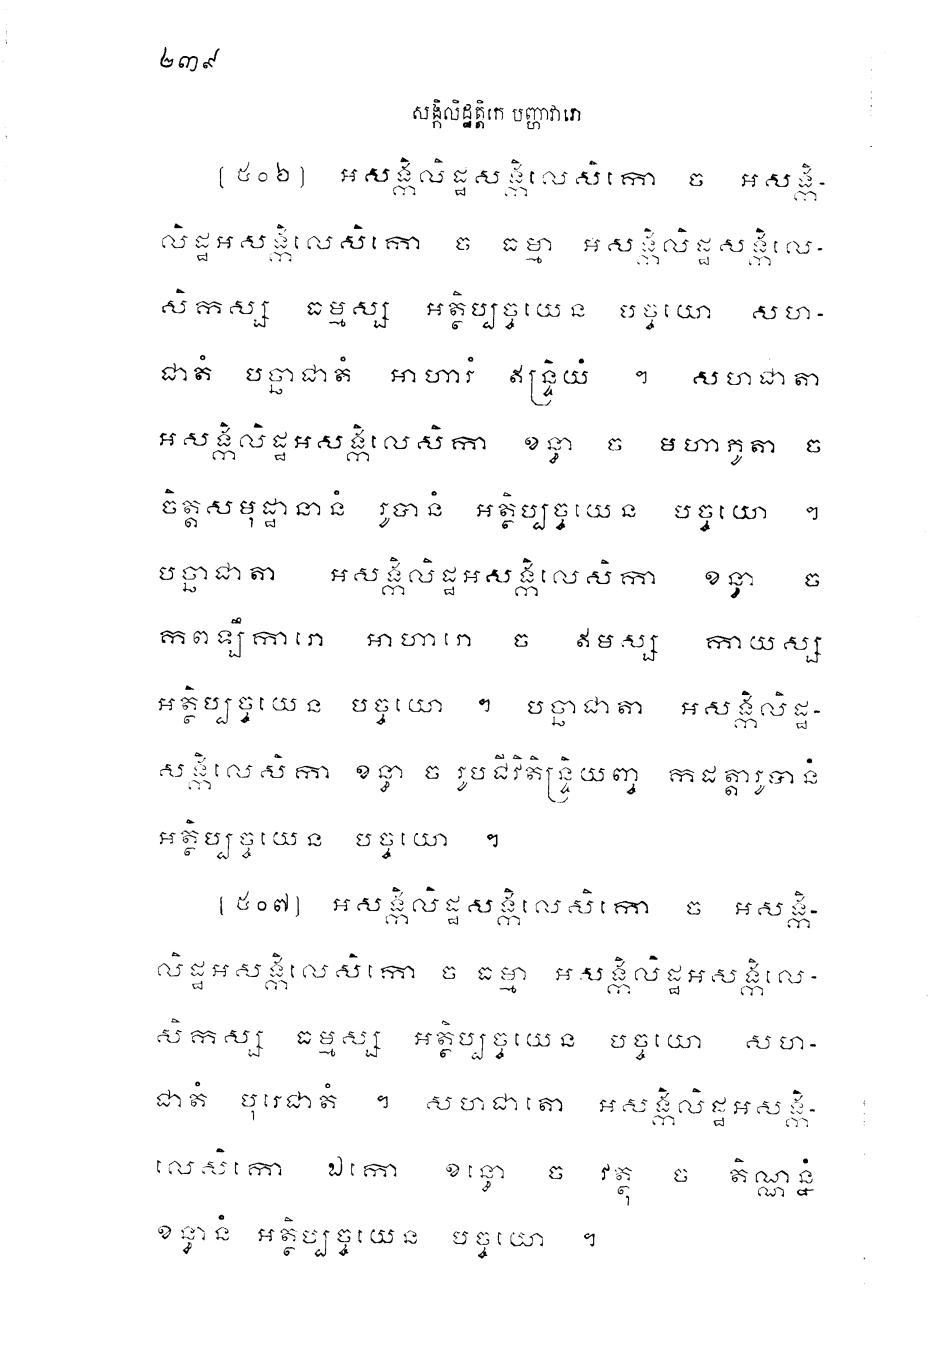 ២៣៩
សង្កិលិដ្ឋត្តិកេ បញ្ហាវារោ
[៥០៦] អសង្កិលិដ្ឋសង្កិលេសិកោ ច អសង្កិ-
លិដ្ឋអសង្កិលេសិកោ ច ធម្មា អសង្កិលិដ្ឋសង្កិលេ-
សិកស្ស ធម្មស្ស អត្ថិប្បច្ចយេន បច្ចយោ សហ-
ជាតំ បច្ឆាជាតំ អាហារំ ឥន្ទ្រិយំ ។ សហជាតា
អសង្កិលិដ្ឋអសង្កិលេសិកា ខន្ធា ច មហាភូតា ច
ចិត្តសមុដ្ឋានានំ រូបានំ អត្ថិប្បច្ចយេន បច្ចយោ ។
បច្ឆាជាតា អសង្កិលិដ្ឋអសង្កិលេសិកា ខន្ធា ច
កពឡឹការោ អាហារោ ច ឥមស្ស កាយស្ស
អត្ថិប្បច្ចយេន បច្ចយោ ។ បច្ឆាជាតា អសង្កិលិដ្ឋ-
សង្កិលេសិកា ខន្ធា ច រូបជីវិតិន្ទ្រិយញ្ច កដត្តារូបានំ
អត្ថិប្បច្ចយេន បច្ចយោ ។
[៥០៧] អសង្កិលិដ្ឋសង្កិលេសិកោ ច អសង្កិ-
លិដ្ឋអសង្កិលេសិកោ ច ធម្មា អសង្កិលិដ្ឋអសង្កិលេ-
សិកស្ស ធម្មស្ស អត្ថិប្បច្ចយេន បច្ចយោ សហ-
ជាតំ បុរេជាតំ ។ សហជាតោ អសង្កិលិដ្ឋអសង្កិ-
លេសិកោ ឯកោ ខន្ធោ ច វត្ថុ ច តិណ្ណន្នំ
ខន្ធានំ អត្ថិប្បច្ចយេន បច្ចយោ ។